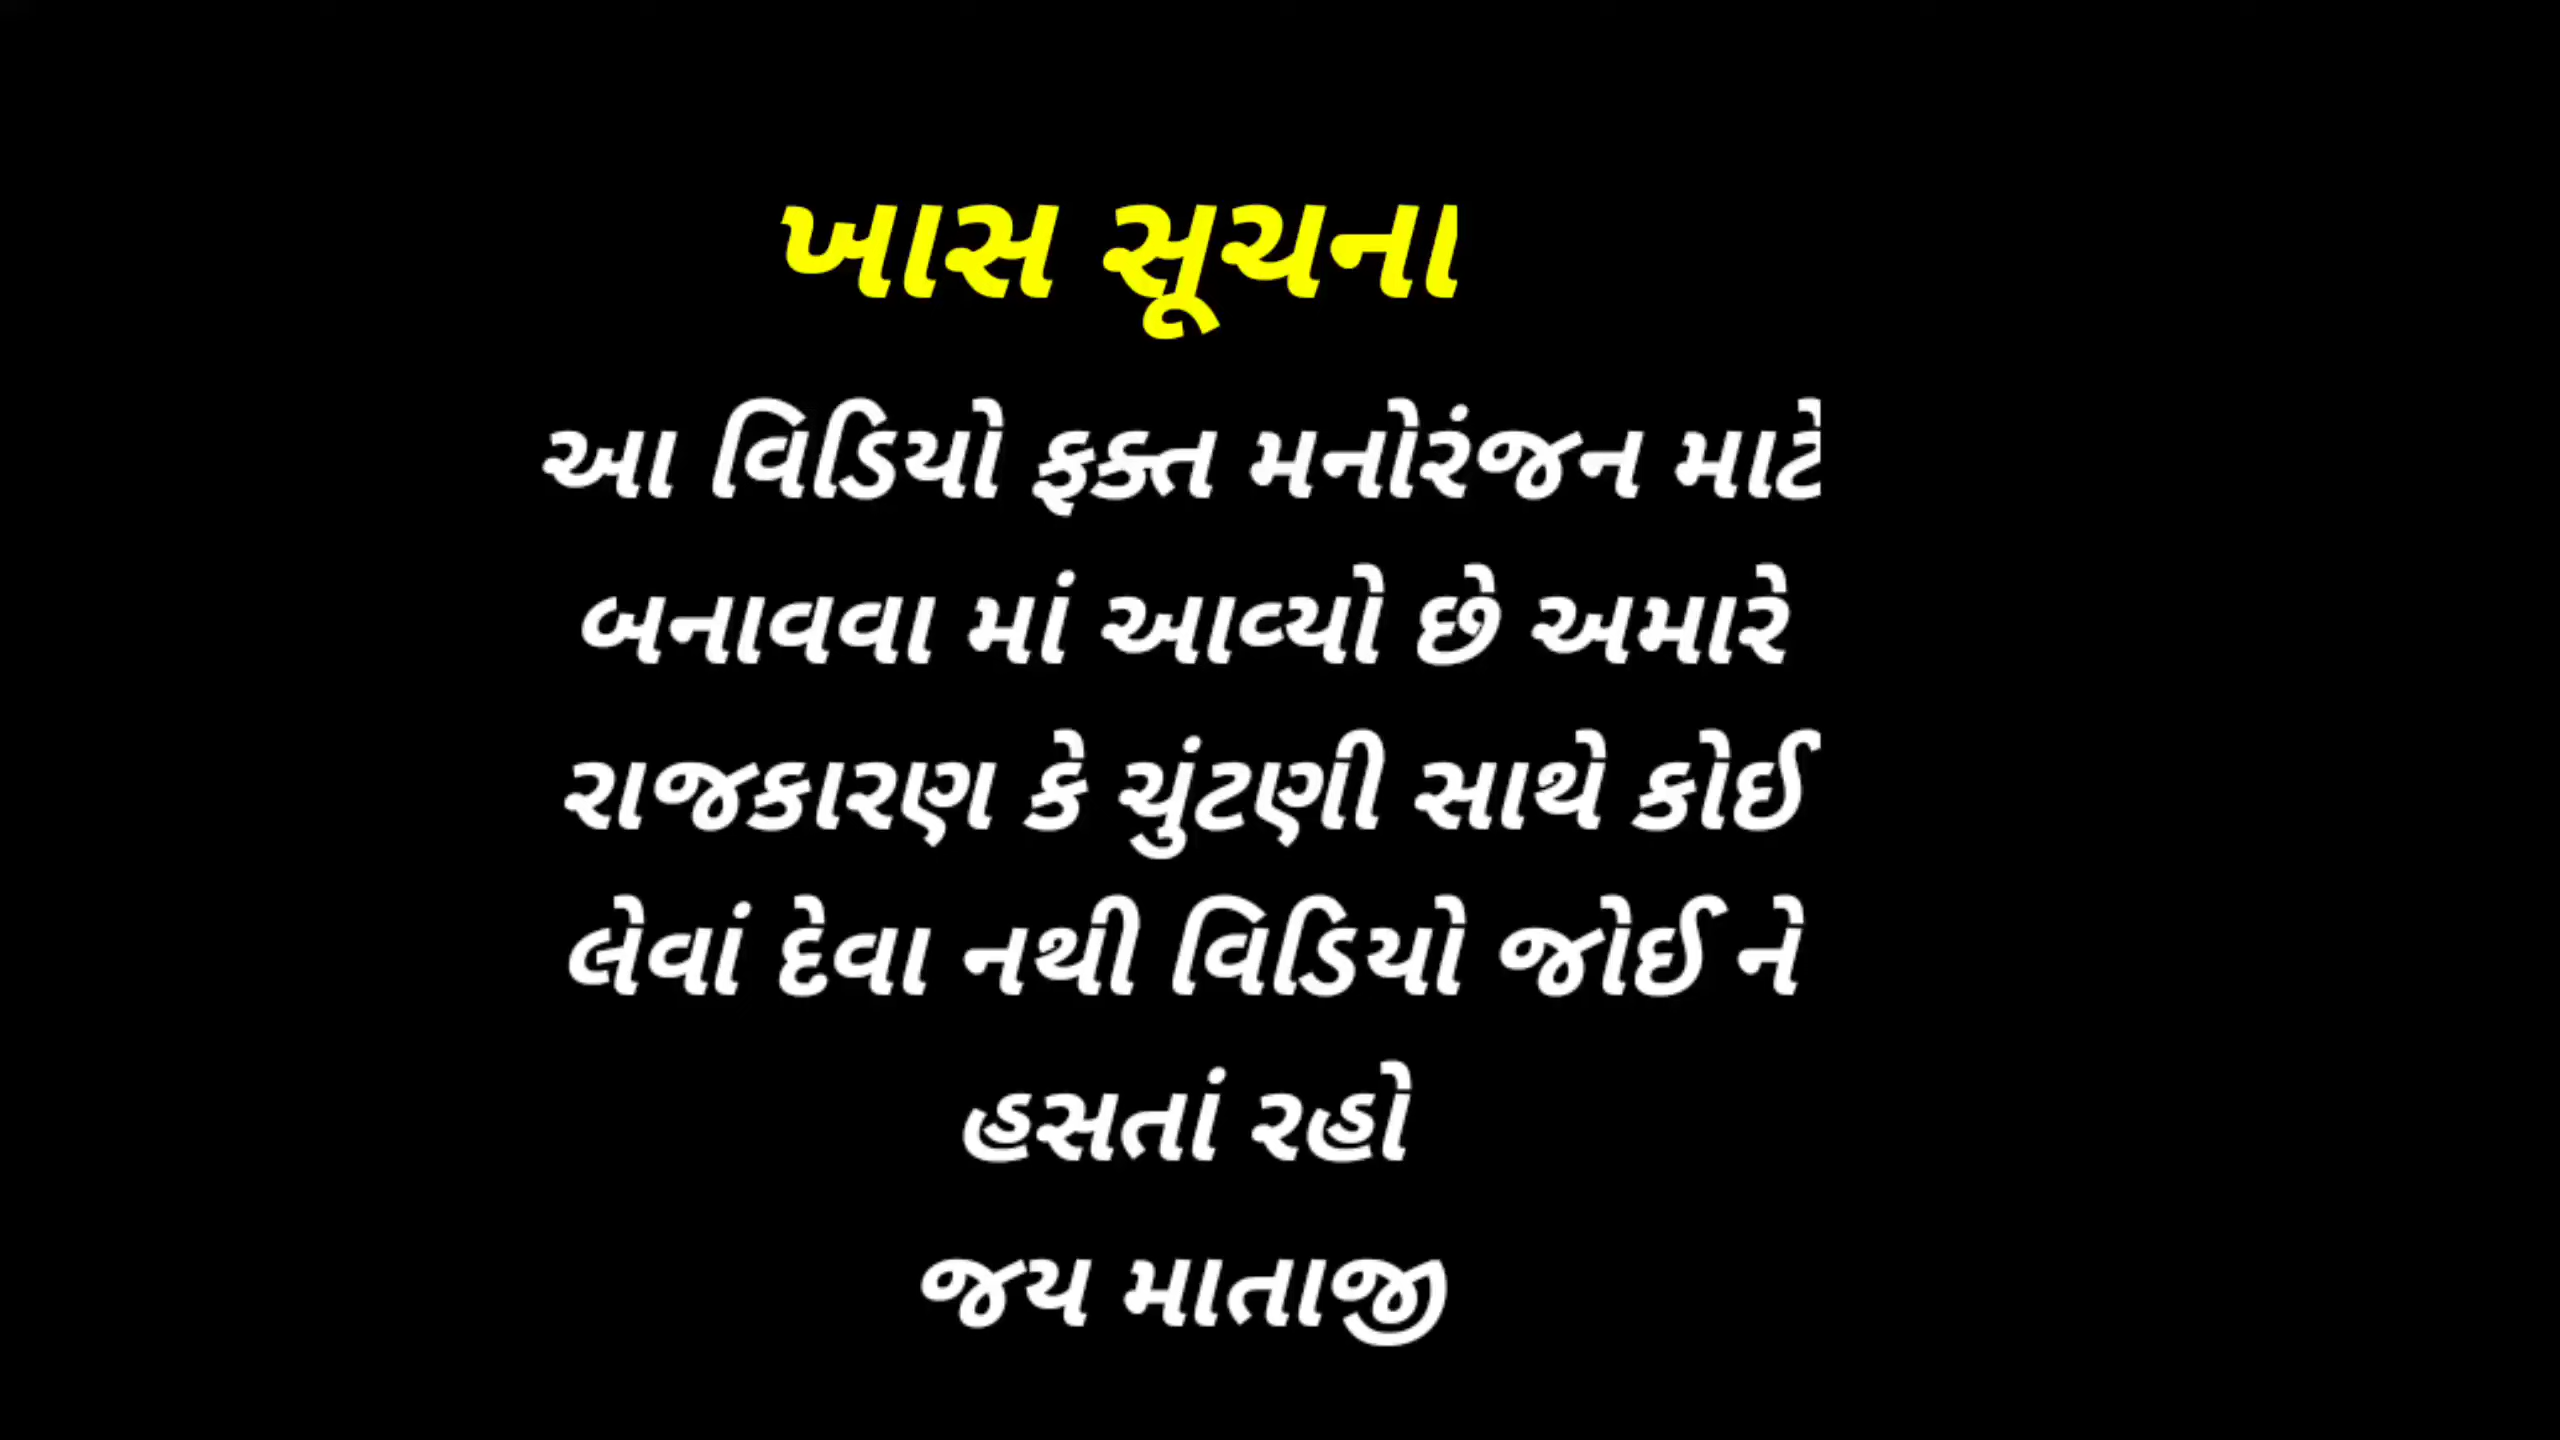 ખાસ સૂચના
આ વિડિયો ફક્ત મનોરંજન માટે
બનાવવા માં આવ્યો છે અમારે
રાજકારણ કે ચુંટણી સાથે કોઈ
લેવાં દેવા નથી વિડિયો જોઈ ને
હસતાં રહો
જય માતાજી